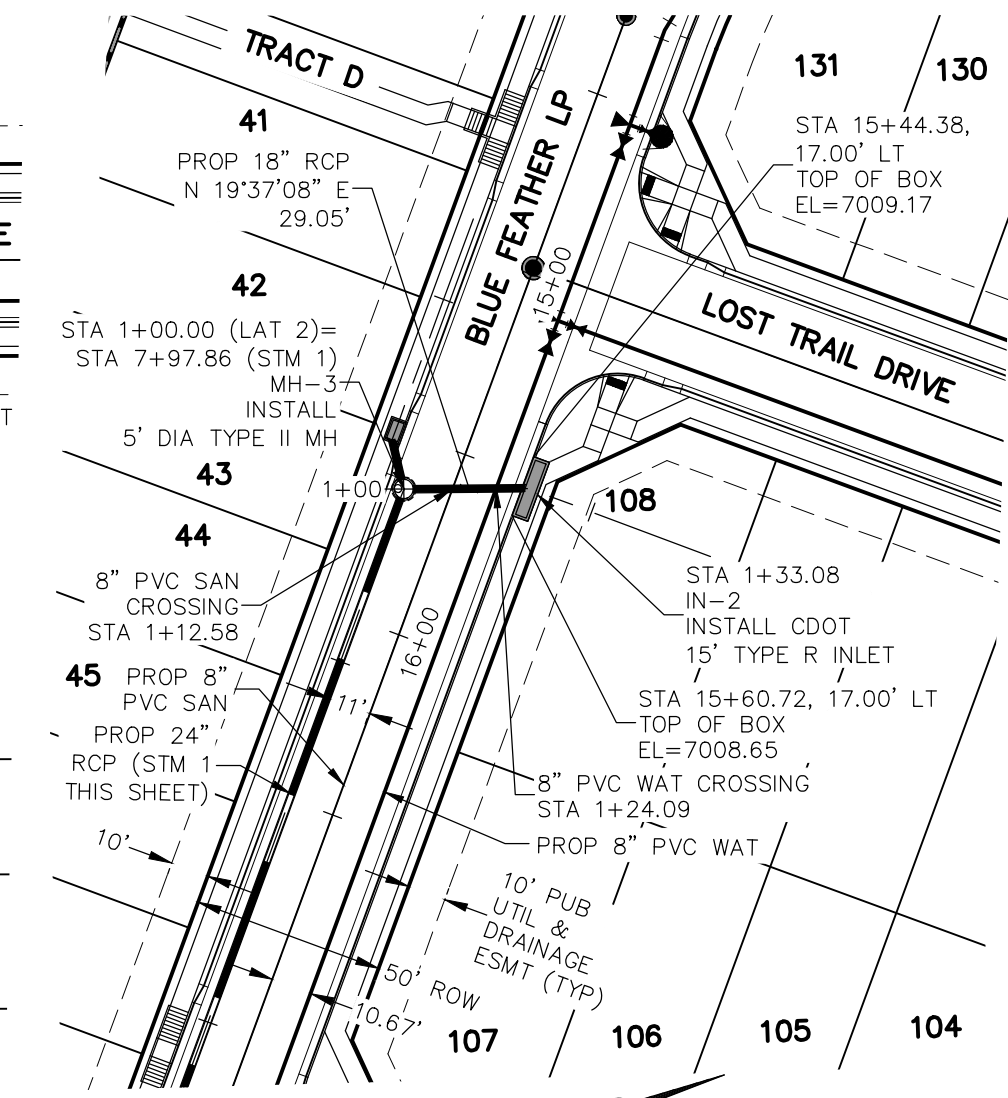 TRACT D
131
130
41
STA 15+44.38,
17.00' LT
TOP OF BOX
EL=7009.17
PROP 18" RCP
N 19°37'08" E
29.05'
BLUE FEATHER LP
E
15+00
42
LOST TRAIL DRIVE
STA 1+00.00 (LAT 2)=
STA 7+97.86 (STM 1)
MH-3
INSTALL
5' DIA TYPE II MH
T
43
1+00
108
44
8" PVC SAN
CROSSING
STA 1+12.58
STA 1+33.08
IN-2
INSTALL CDOT
15' TYPE R INLET
16+00
45
PROP 8"
PVC SAN
11'
STA 15+60.72, 17.00' LT
TOP OF BOX
EL=7008.65
PROP 24"
RCP (STM 1
THIS SHEET)
8" PVC WAT CROSSING
STA 1+24.09
10'
PROP 8" PVC WAT
10' PUB
UTIL &
DRAINAGE
ESMT (TYP)
50' ROW
10.67'
107
106
105
104